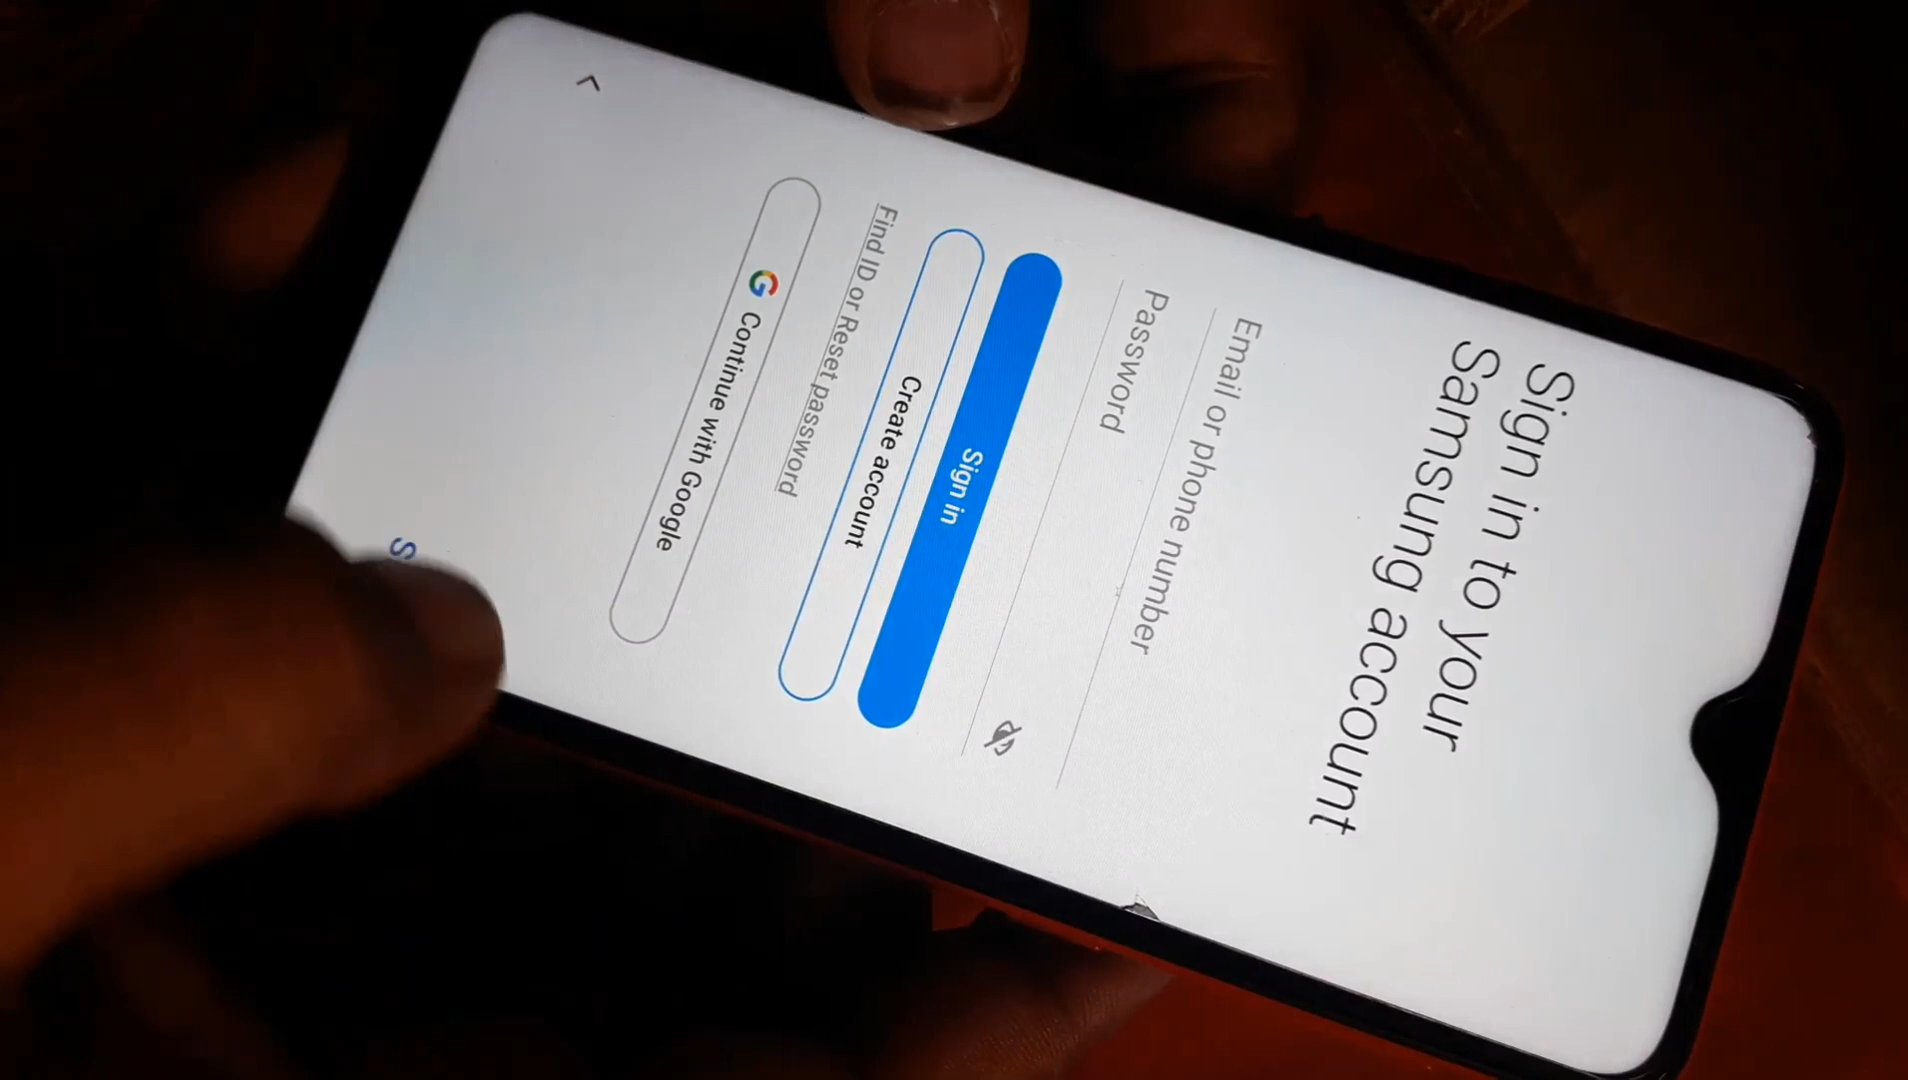 Sign in to your
Samsung account
Email or phone number
Password
Sign in
Create account
Find ID or Reset password
Continue with Google